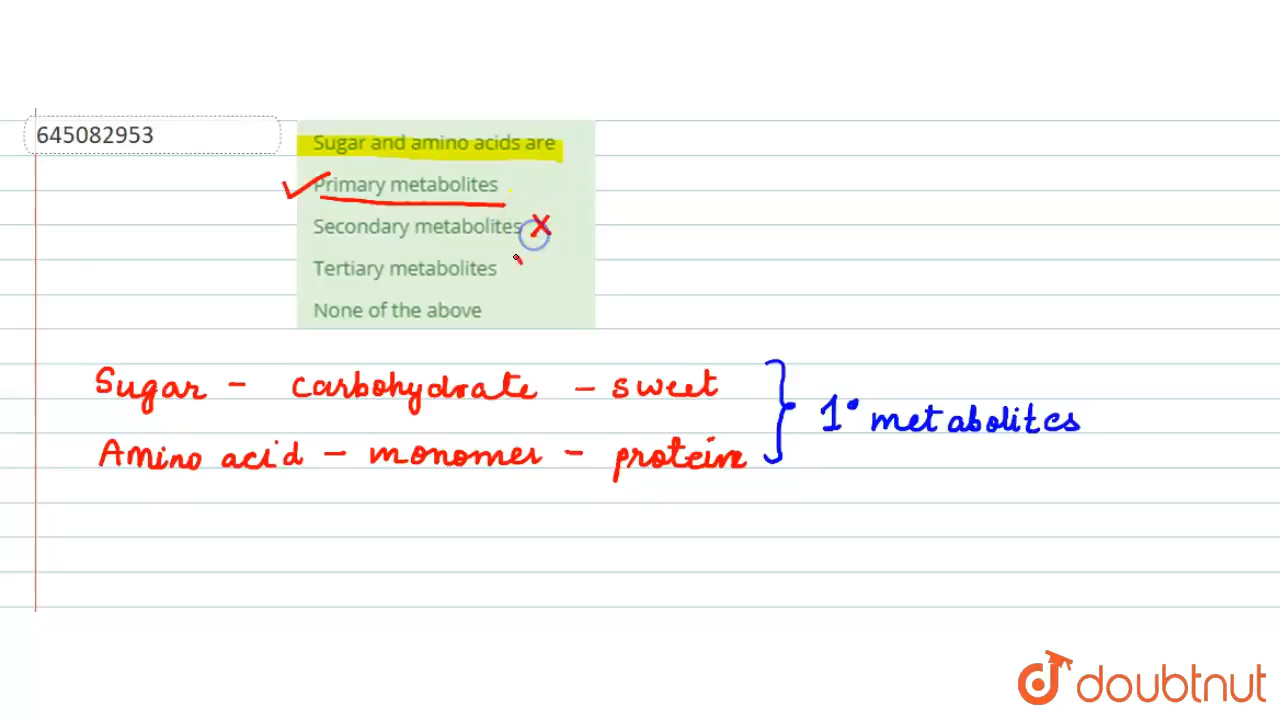 645082953
Sugar and amino acids are
Primary metabolites
Secondary metabolites X
Tertiary metabolites
None of the above
Sugar - carbohydrate - sweet
Amino acid - monomer - protein
1° metabolites
doubtnut